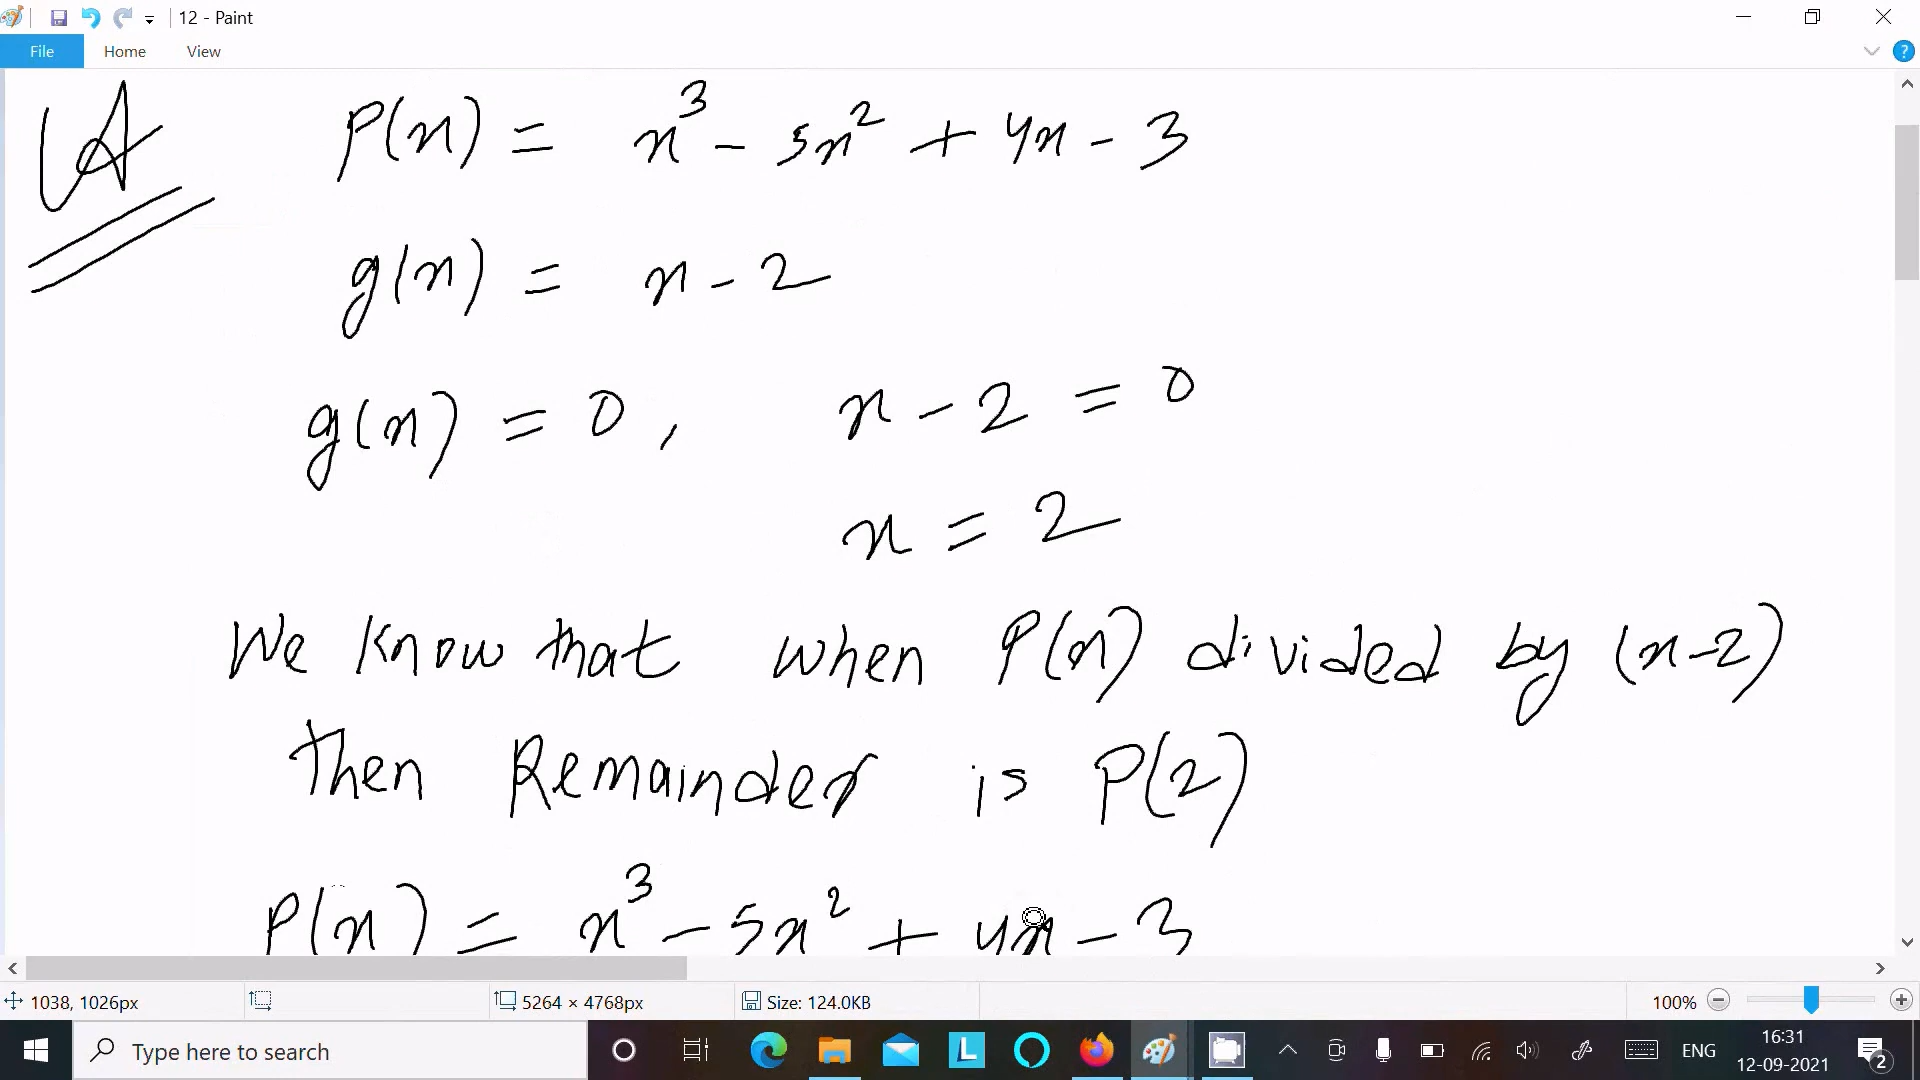 12 - Paint
File Home View
A P(x) = x³ - 5x² + 4x - 3
g(x) = x - 2
g(x) = 0, x - 2 = 0
x = 2
We know that when P(x) divided by (x-2)
then Remainder is P(2)
P(x) = x³ - 5x² + 4x - 3
1038, 1026px 5264 × 4768px Size: 124.0KB 100%
Type here to search L ENG 16:31
12-09-2021 2